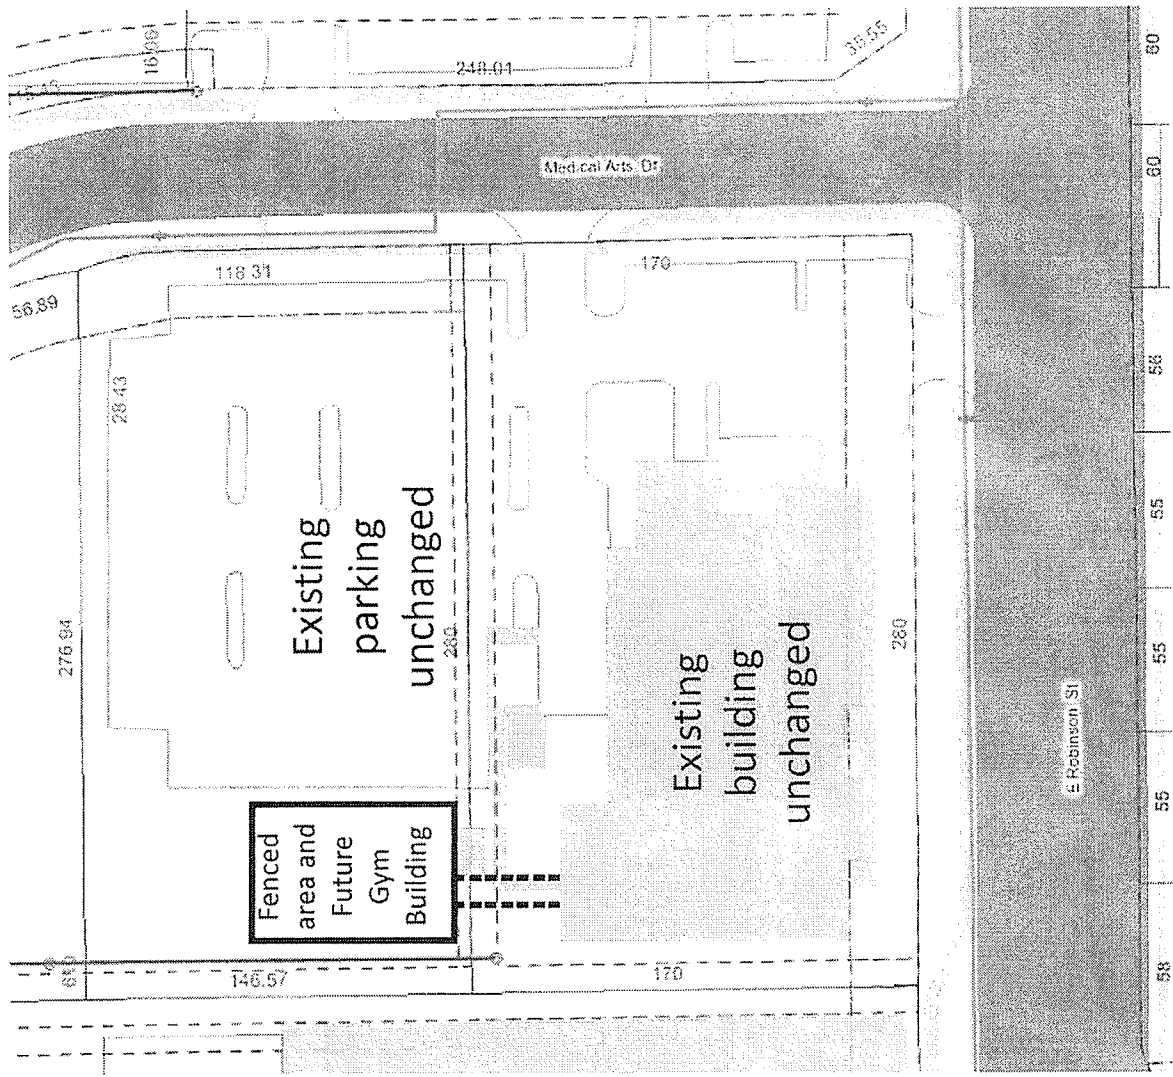 16.06
248.01
35.55
60
Medical Arts Dr
60
118.31
170
56.89
28.43
56
Existing
parking
unchanged
276.94
280
55
Existing
building
unchanged
280
55
E Robinson St
55
Fenced
area and
Future
Gym
Building
146.57
170
58